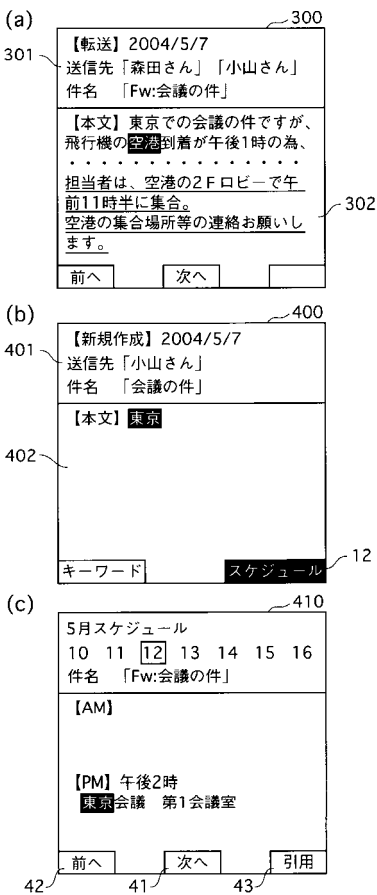 (a)
300
301
【転送】2004/5/7
送信先「森田さん」「小山さん」
件名 「Fw:会議の件」
【本文】東京での会議の件ですが、
飛行機の空港到着が午後1時の為、
・・・・・・・・・・・・・・・
担当者は、空港の2Fロビーで午
前11時半に集合。
空港の集合場所等の連絡お願いし
ます。
302
前へ 次へ
(b)
400
401
【新規作成】2004/5/7
送信先「小山さん」
件名 「会議の件」
【本文】東京
402
キーワード スケジュール
12
(c)
410
5月スケジュール
10 11 12 13 14 15 16
件名 「Fw:会議の件」
【AM】
【PM】午後2時
東京会議 第1会議室
前へ 次へ 引用
42 41 43